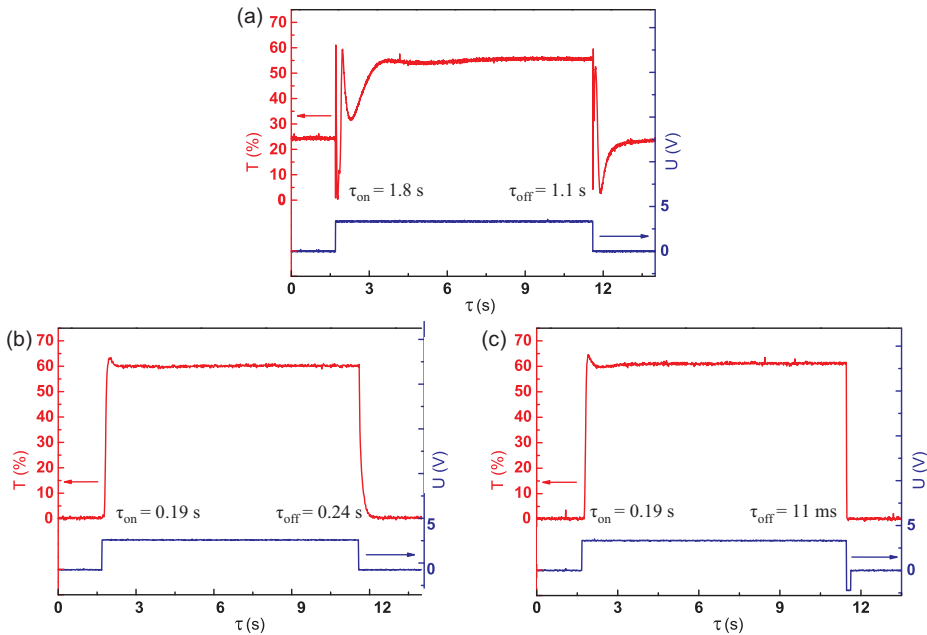 (a)
70
60
50
40
30
20
10
0
T (%)
τon = 1.8 s
τoff = 1.1 s
5
0
U (V)
0 3 6 9 12
τ (s)
(b)
70
60
50
40
30
20
10
0
T (%)
τon = 0.19 s
τoff = 0.24 s
5
0
U (V)
0 3 6 9 12
τ (s)
(c)
70
60
50
40
30
20
10
0
T (%)
τon = 0.19 s
τoff = 11 ms
5
0
U (V)
0 3 6 9 12
τ (s)